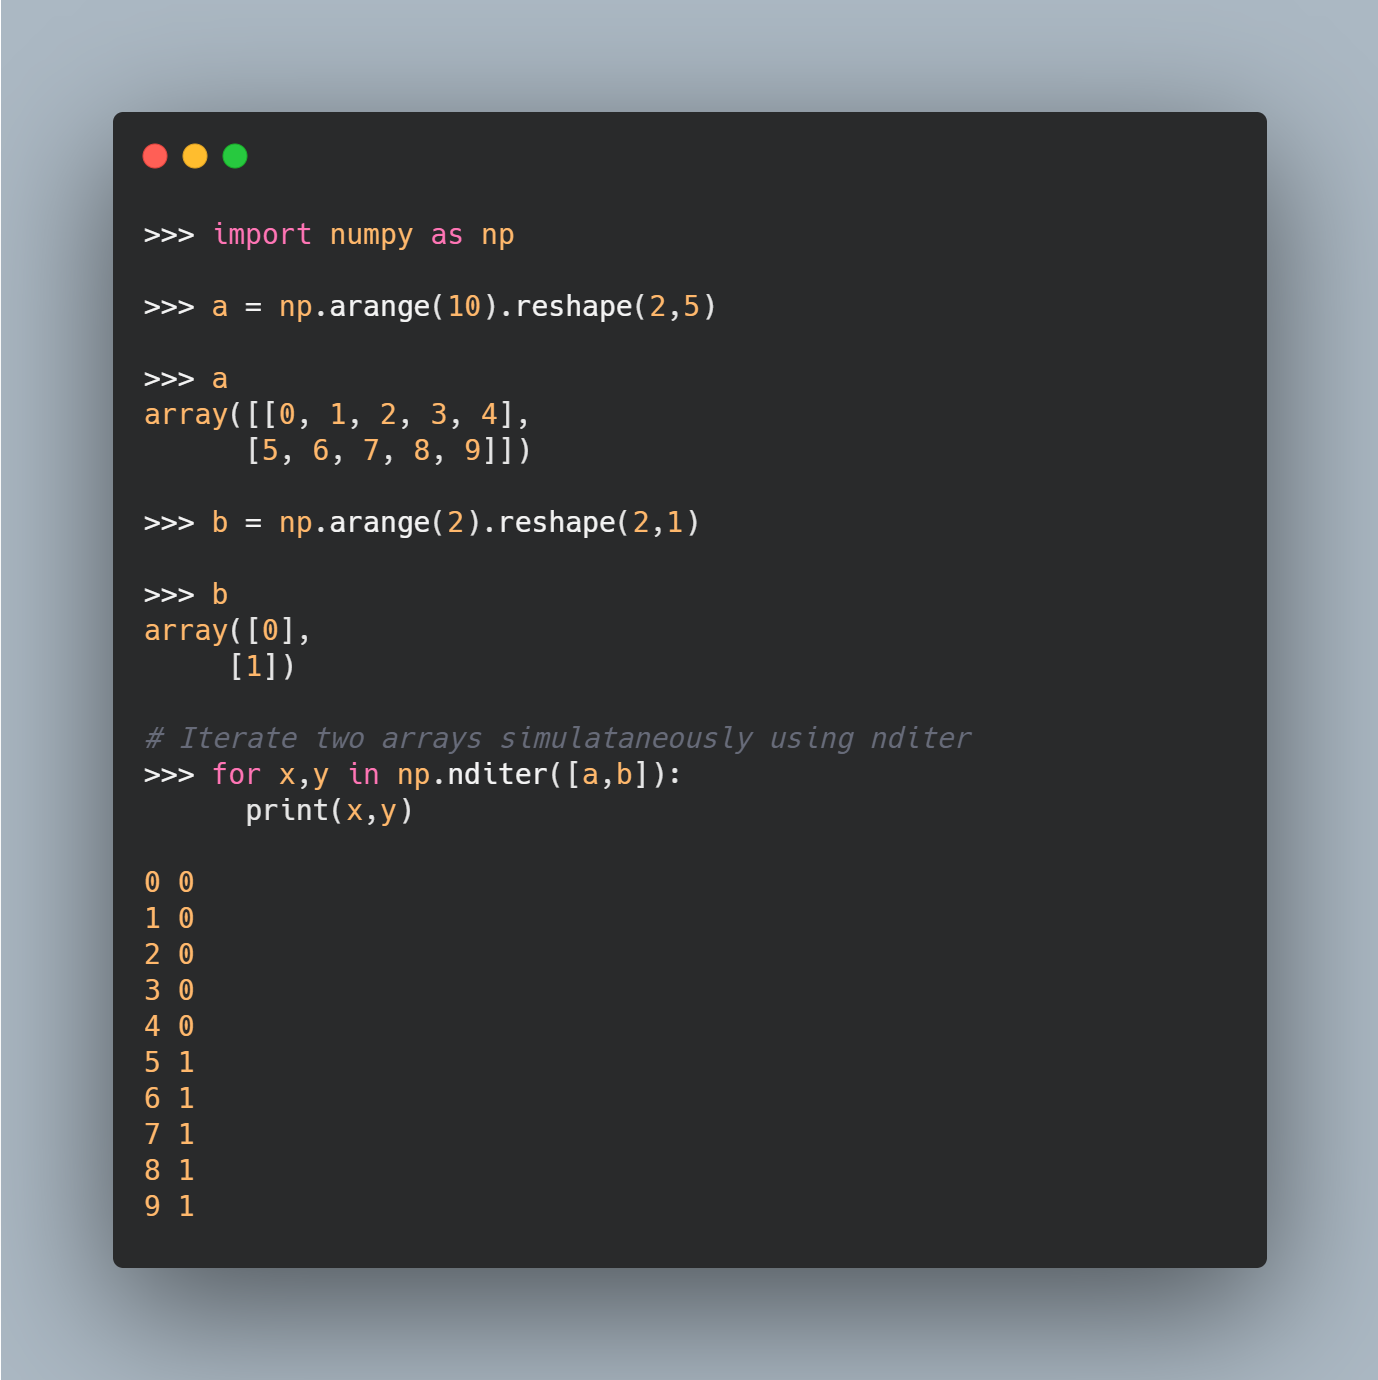 >>> import numpy as np
>>> a = np.arange(10).reshape(2,5)
>>> a
array([[0, 1, 2, 3, 4],
      [5, 6, 7, 8, 9]])
>>> b = np.arange(2).reshape(2,1)
>>> b
array([0],
     [1])
# Iterate two arrays simulataneously using nditer
>>> for x,y in np.nditer([a,b]):
      print(x,y)
0 0
1 0
2 0
3 0
4 0
5 1
6 1
7 1
8 1
9 1